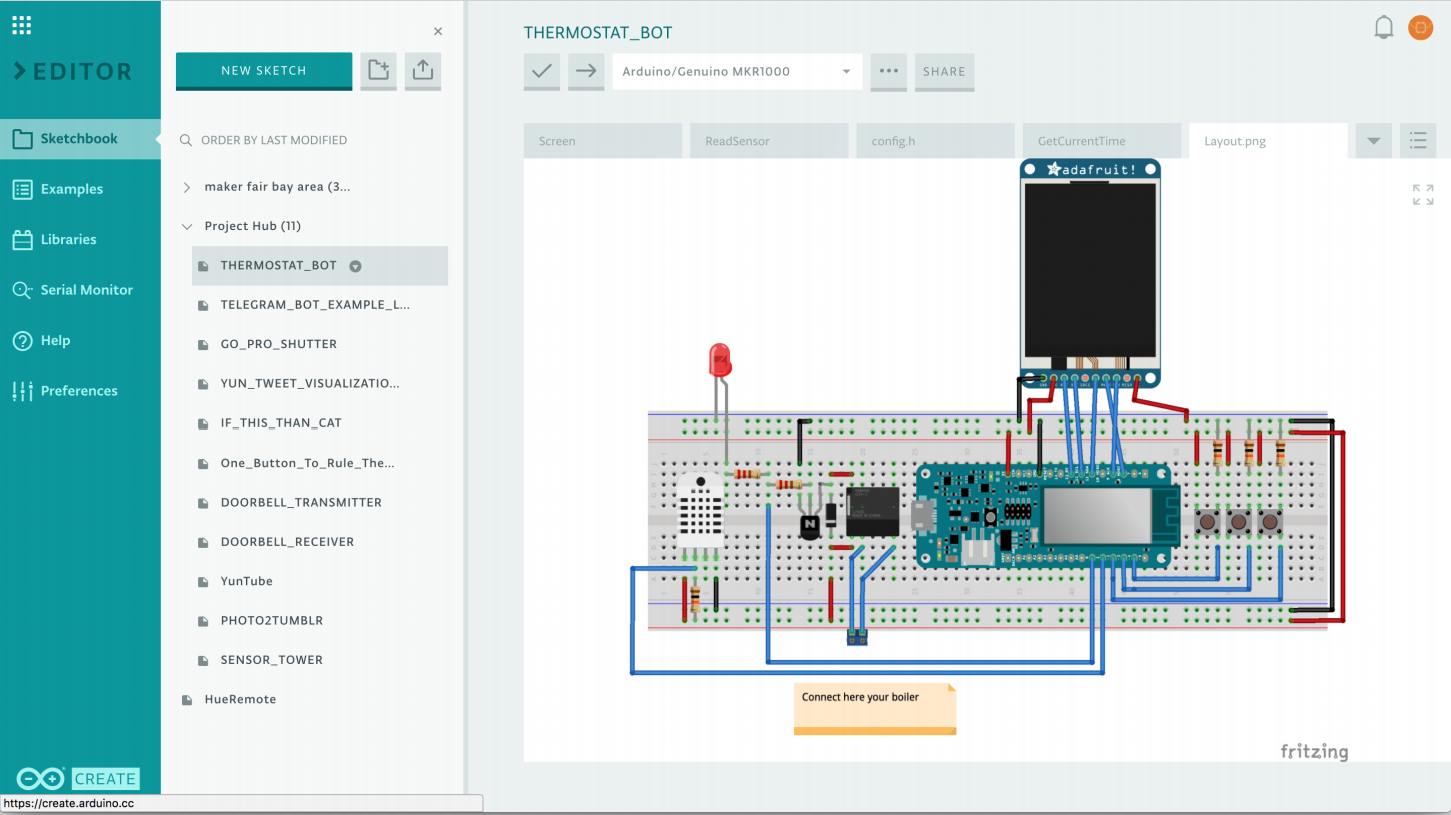 THERMOSTAT_BOT
EDITOR
NEW SKETCH
Arduino/Genuino MKR1000
SHARE
Sketchbook
ORDER BY LAST MODIFIED
Screen
ReadSensor
config.h
GetCurrentTime
Layout.png
adafruit!
Examples
maker fair bay area (3...
Project Hub (11)
Libraries
THERMOSTAT_BOT
Serial Monitor
TELEGRAM_BOT_EXAMPLE_L...
Help
GO_PRO_SHUTTER
Preferences
YUN_TWEET_VISUALIZATIO...
IF_THIS_THAN_CAT
One_Button_To_Rule_The...
DOORBELL_TRANSMITTER
DOORBELL_RECEIVER
YunTube
PHOTO2TUMBLR
SENSOR_TOWER
HueRemote
N
Connect here your boiler
fritzing
CREATE
https://create.arduino.cc